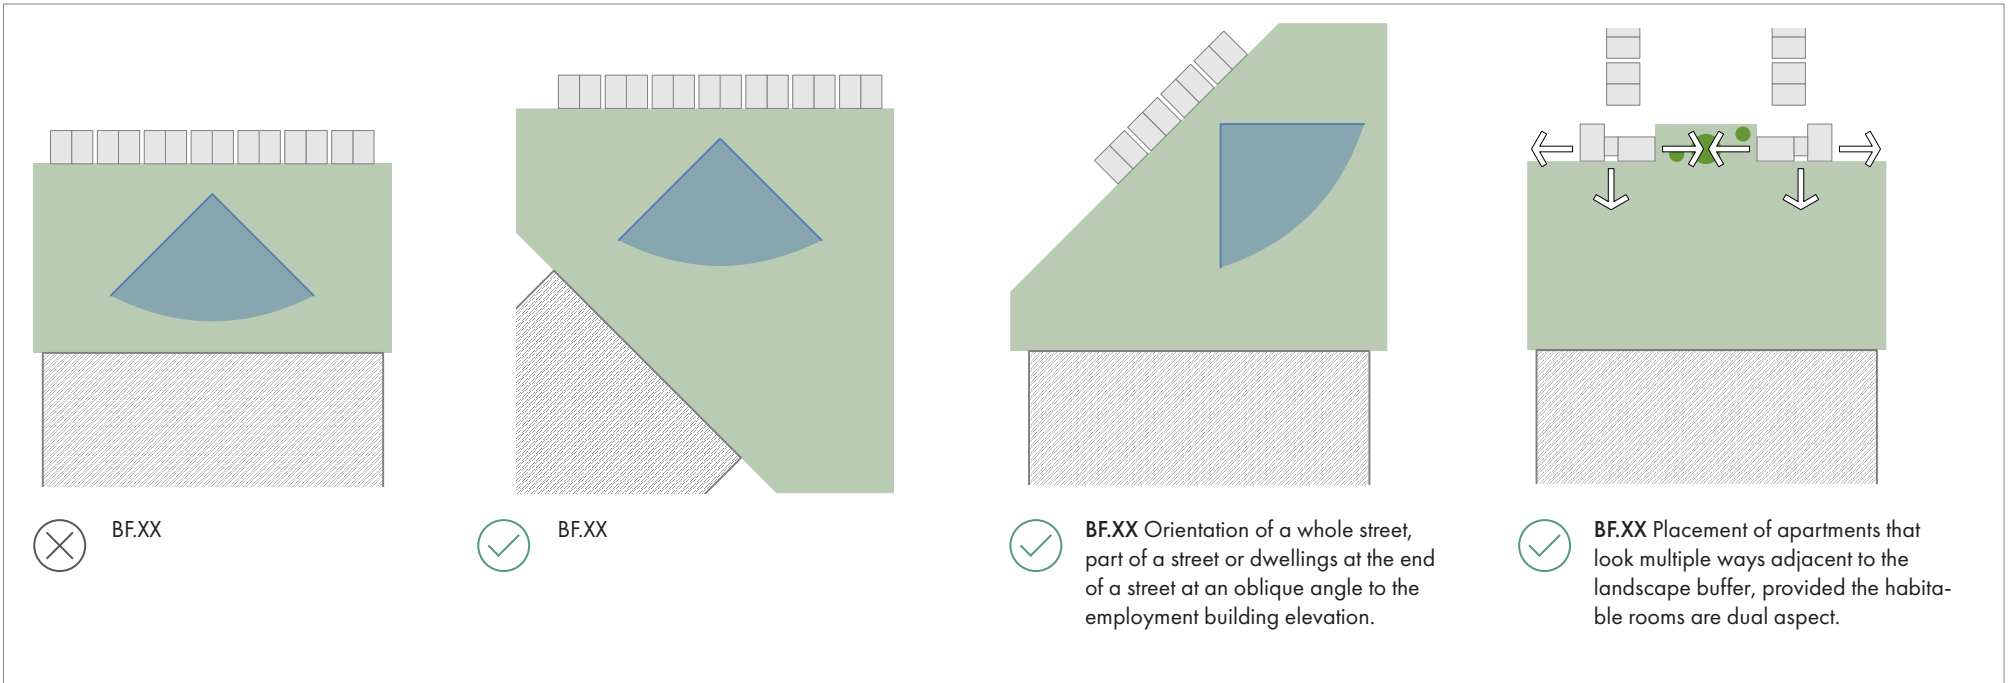 BF.XX
BF.XX
BF.XX Orientation of a whole street,
part of a street or dwellings at the end
of a street at an oblique angle to the
employment building elevation.
BF.XX Placement of apartments that
look multiple ways adjacent to the
landscape buffer, provided the habita-
ble rooms are dual aspect.